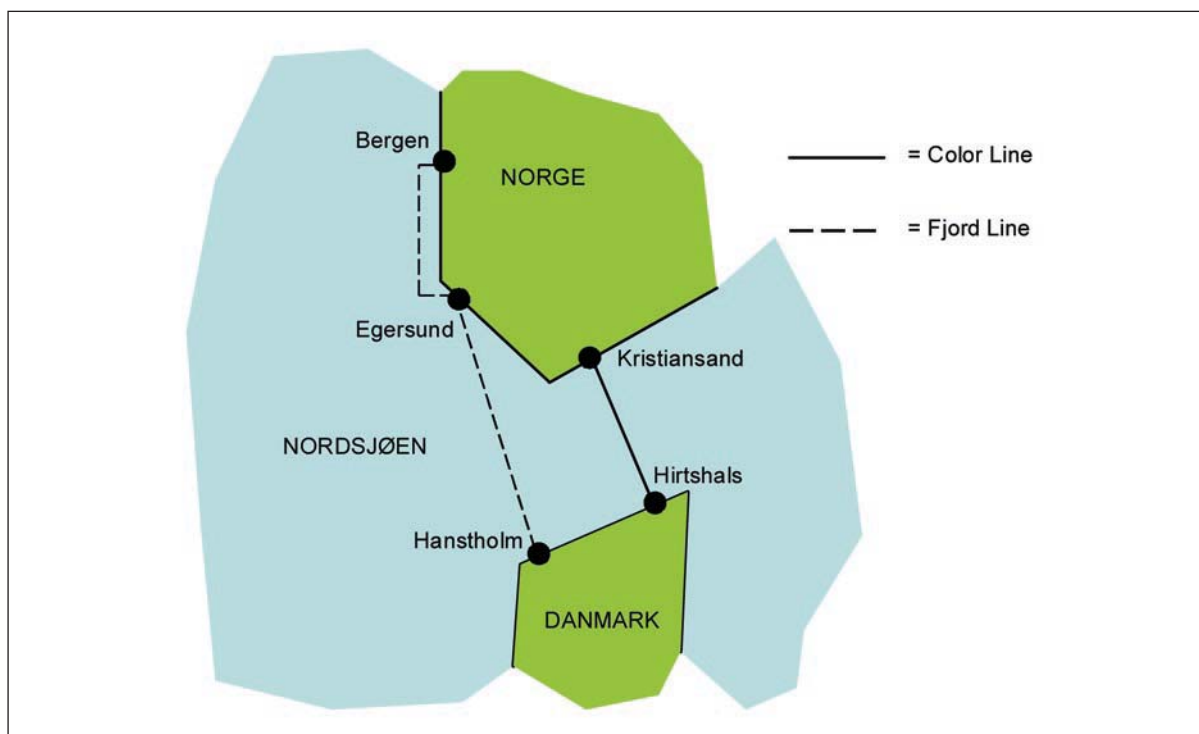 Bergen
NORGE
= Color Line
= Fjord Line
Egersund
Kristiansand
NORDSJØEN
Hirtshals
Hanstholm
DANMARK